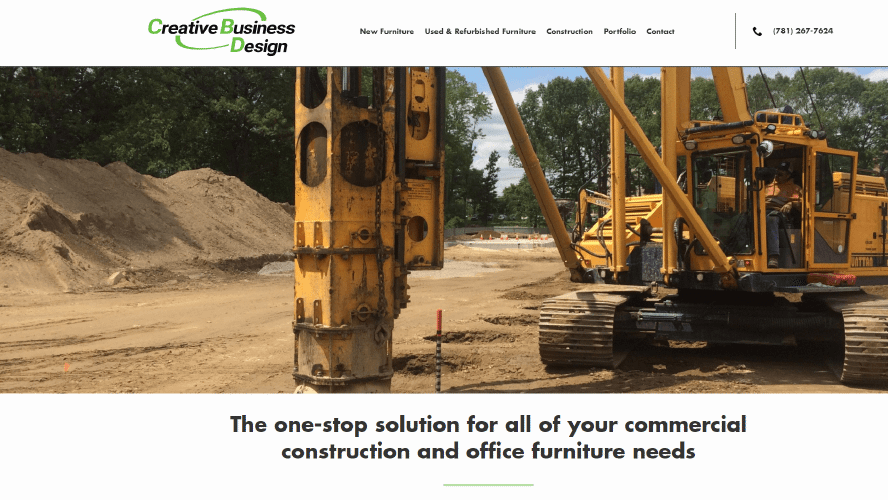 Creative Business
Design
New Furniture Used & Refurbished Furniture Construction Portfolio Contact
(781) 267-7624
The one-stop solution for all of your commercial
construction and office furniture needs